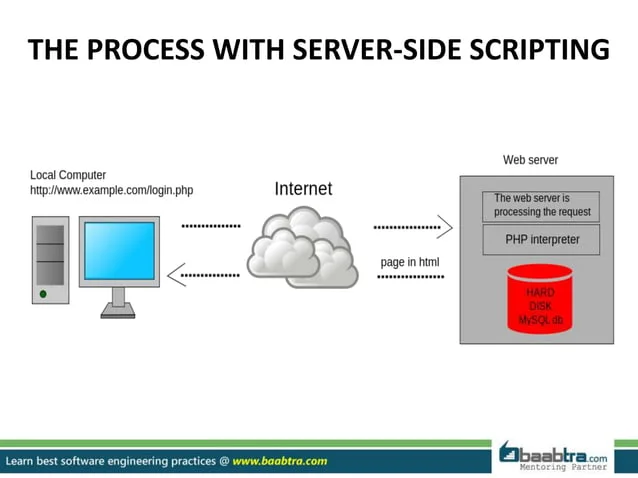 THE PROCESS WITH SERVER-SIDE SCRIPTING
Web server
Local Computer
http://www.example.com/login.php
Internet
The web server is
processing the request
PHP interpreter
page in html
HARD
DISK
MySQL db
Learn best software engineering practices @ www.baabtra.com
baabtra.com
Mentoring Partner